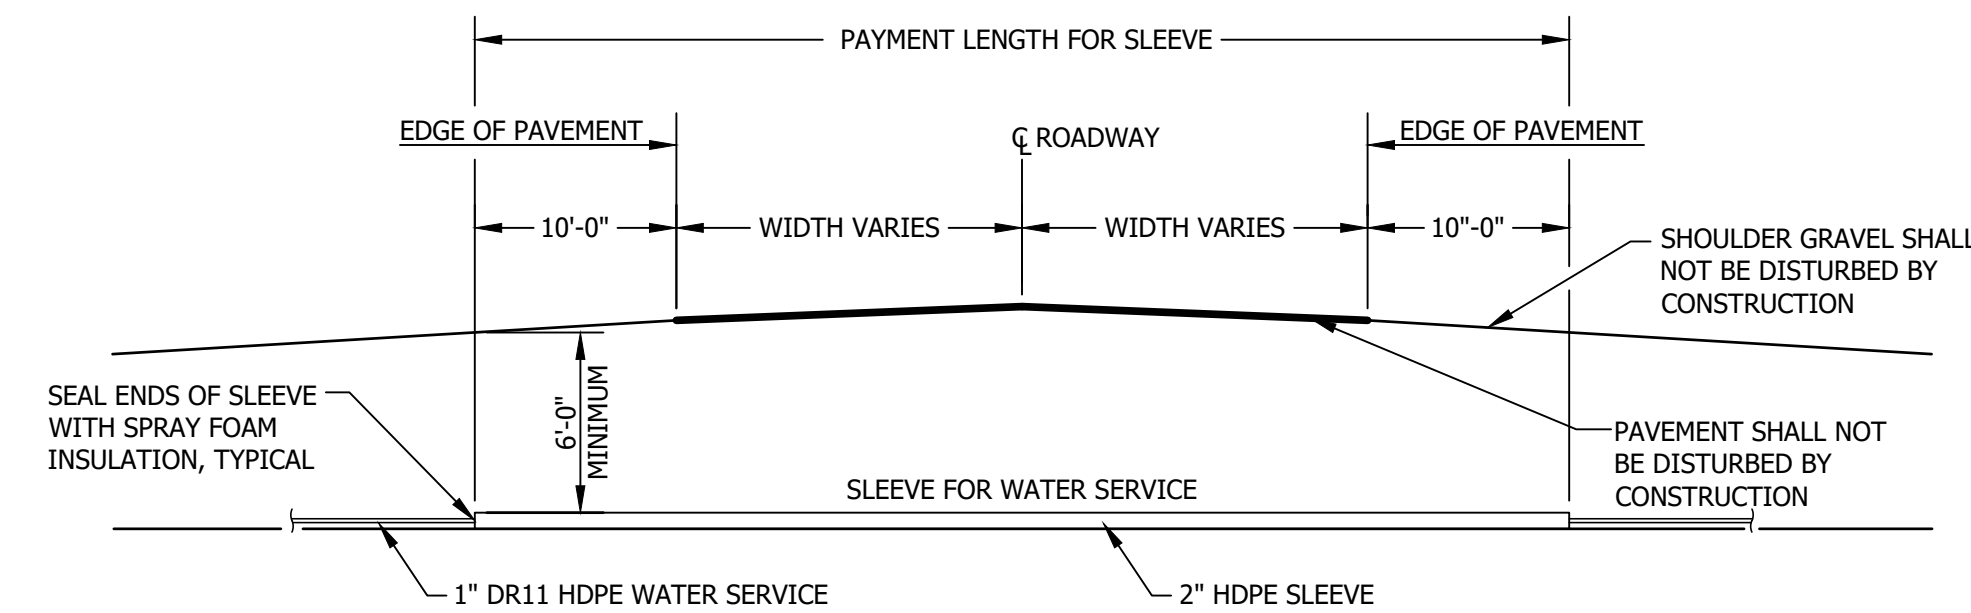 PAYMENT LENGTH FOR SLEEVE
EDGE OF PAVEMENT
℄ ROADWAY
EDGE OF PAVEMENT
10'-0"
WIDTH VARIES
WIDTH VARIES
10"-0"
SHOULDER GRAVEL SHALL
NOT BE DISTURBED BY
CONSTRUCTION
6'-0"
MINIMUM
SEAL ENDS OF SLEEVE
WITH SPRAY FOAM
INSULATION, TYPICAL
PAVEMENT SHALL NOT
BE DISTURBED BY
CONSTRUCTION
SLEEVE FOR WATER SERVICE
1" DR11 HDPE WATER SERVICE
2" HDPE SLEEVE